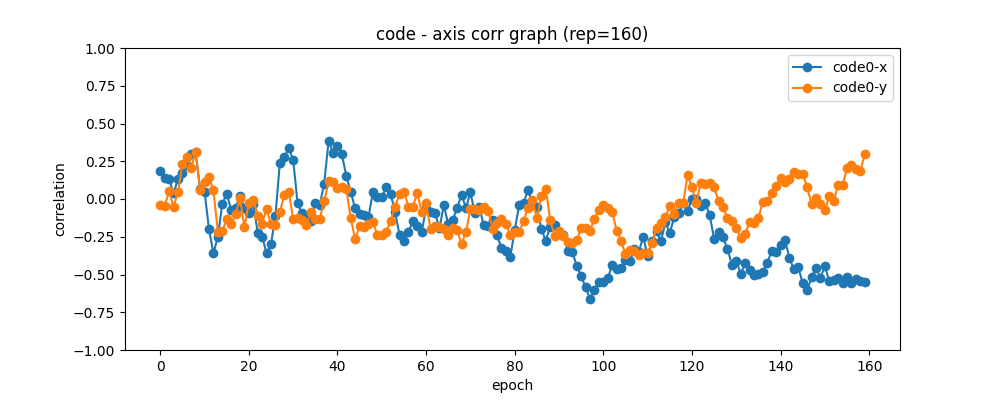 code - axis corr graph (rep=160)
1.00
0.75
0.50
0.25
0.00
−0.25
−0.50
−0.75
−1.00
correlation
code0-x
code0-y
0 20 40 60 80 100 120 140 160
epoch